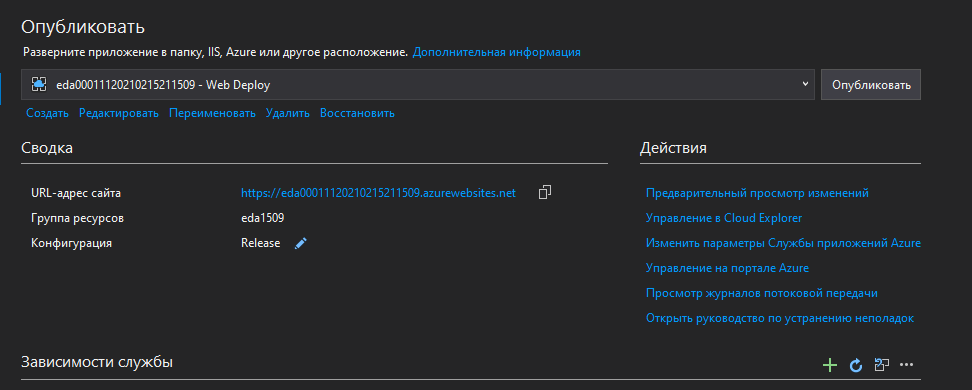 Опубликовать
Разверните приложение в папку, IIS, Azure или другое расположение. Дополнительная информация
eda00011120210215211509 - Web Deploy
Опубликовать
Создать Редактировать Переименовать Удалить Восстановить
Сводка
URL-адрес сайта https://eda00011120210215211509.azurewebsites.net
Группа ресурсов eda1509
Конфигурация Release
Действия
Предварительный просмотр изменений
Управление в Cloud Explorer
Изменить параметры Службы приложений Azure
Управление на портале Azure
Просмотр журналов потоковой передачи
Открыть руководство по устранению неполадок
Зависимости службы